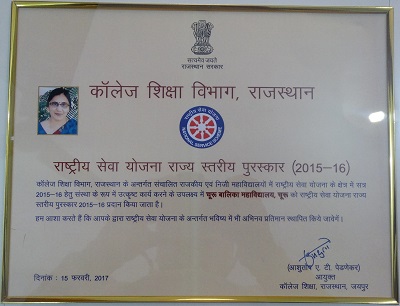 सत्यमेव जयते
राजस्थान सरकार
कॉलेज शिक्षा विभाग, राजस्थान
राष्ट्रीय सेवा योजना
NATIONAL SERVICE SCHEME
राष्ट्रीय सेवा योजना राज्य स्तरीय पुरस्कार (2015-16)
कॉलेज शिक्षा विभाग, राजस्थान के अन्तर्गत संचालित राजकीय एवं निजी महाविद्यालयों में राष्ट्रीय सेवा योजना के क्षेत्र में सत्र
2015-16 हेतु संस्था के रूप में उत्कृष्ट कार्य करने के उपलक्ष्य में चूरू बालिका महाविद्यालय, चूरू को राष्ट्रीय सेवा योजना राज्य
स्तरीय पुरस्कार 2015-16 प्रदान किया जाता है।
हम आशा करते हैं कि आपके द्वारा राष्ट्रीय सेवा योजना के अन्तर्गत भविष्य में भी अभिनव प्रतिमान स्थापित किये जायेंगे।
(आशुतोष ए. टी. पेडणेकर)
आयुक्त
कॉलेज शिक्षा, राजस्थान, जयपुर
दिनांक : 15 फरवरी, 2017